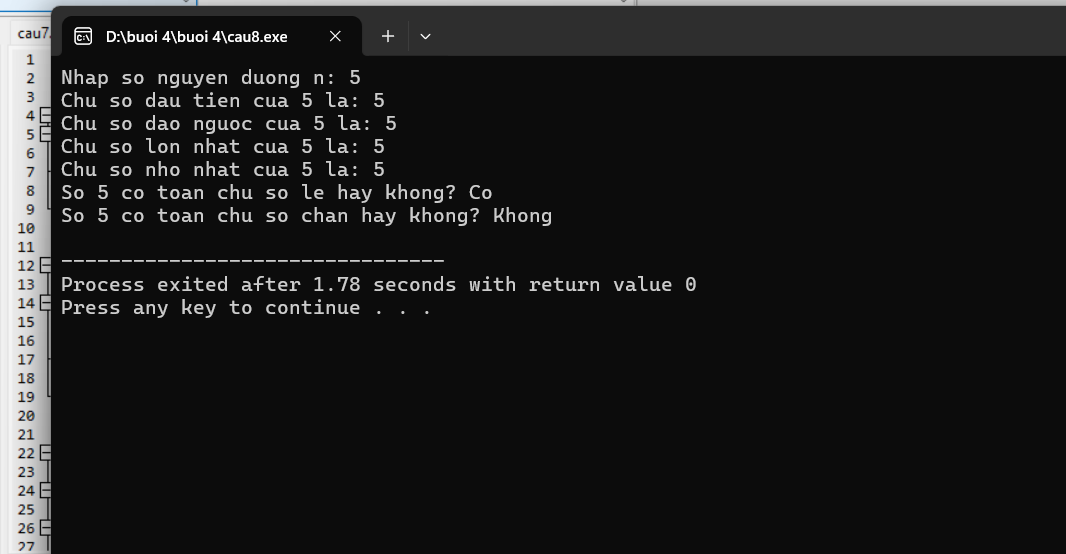 cau7.
D:\buoi 4\buoi 4\cau8.exe
1
2
3
4
5
6
7
8
9
10
11
12
13
14
15
16
17
18
19
20
21
22
23
24
25
26
27
Nhap so nguyen duong n: 5
Chu so dau tien cua 5 la: 5
Chu so dao nguoc cua 5 la: 5
Chu so lon nhat cua 5 la: 5
Chu so nho nhat cua 5 la: 5
So 5 co toan chu so le hay khong? Co
So 5 co toan chu so chan hay khong? Khong
--------------------------------
Process exited after 1.78 seconds with return value 0
Press any key to continue . . .